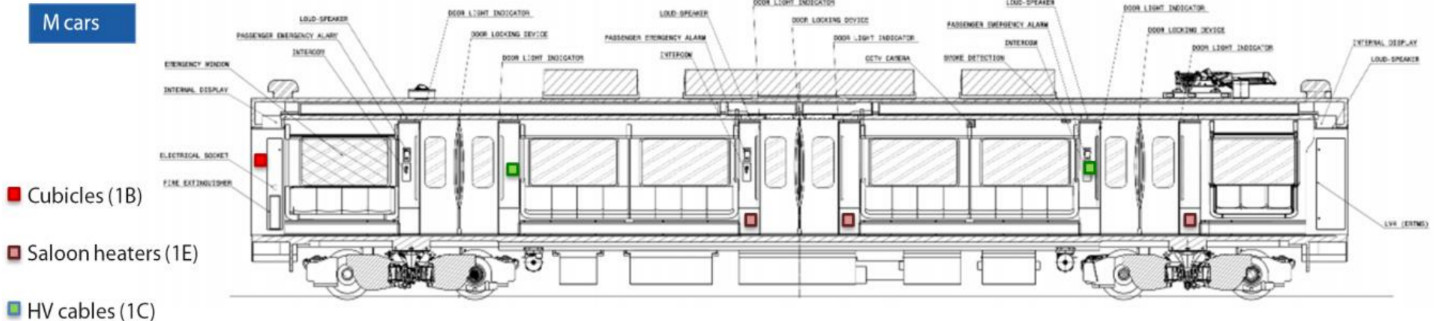 M cars
DOOR LIGHT INDICATOR
LOUD-SPEAKER
DOOR LIGHT INDICATOR
LOUD-SPEAKER
DOOR LIGHT INDICATOR
LOUD-SPEAKER
DOOR LOCKING DEVICE
DOOR LOCKING DEVICE
PASSENGER EMERGENCY ALARM
DOOR LOCKING DEVICE
PASSENGER EMERGENCY ALARM
PASSENGER EMERGENCY ALARM
DOOR LIGHT INDICATOR
INTERCOM
INTERNAL DISPLAY
INTERCOM
DOOR LIGHT INDICATOR
INTERCOM
DOOR LIGHT INDICATOR
CCTV CAMERA
SMOKE DETECTION
LOUD-SPEAKER
EMERGENCY WINDOW
INTERNAL DISPLAY
ELECTRICAL SOCKET
FIRE EXTINGUISHER
Cubicles (1B)
LV4 (ERTMS)
Saloon heaters (1E)
HV cables (1C)